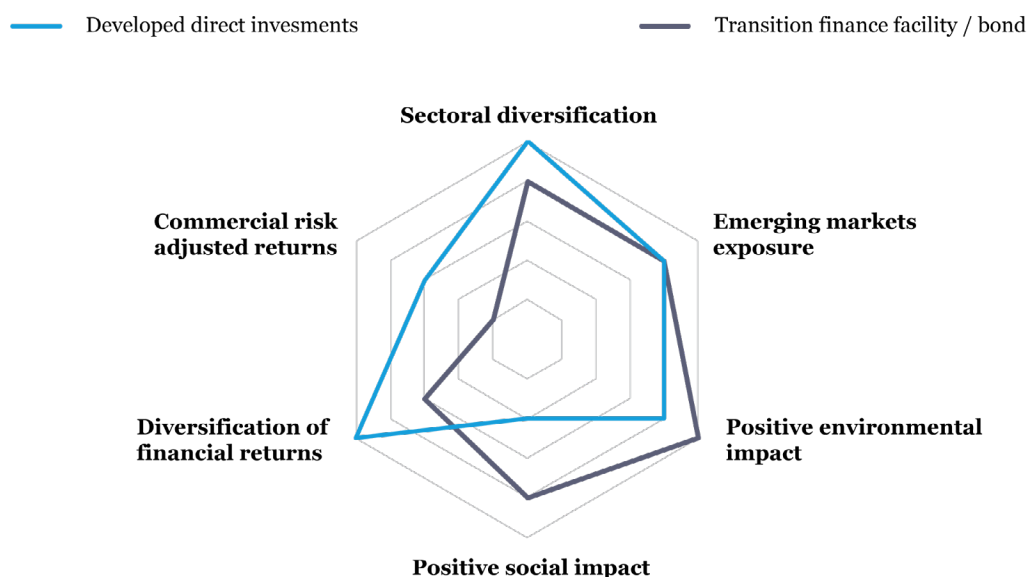 Developed direct invesments
Transition finance facility / bond
Sectoral diversification
Commercial risk
adjusted returns
Emerging markets
exposure
Diversification of
financial returns
Positive environmental
impact
Positive social impact